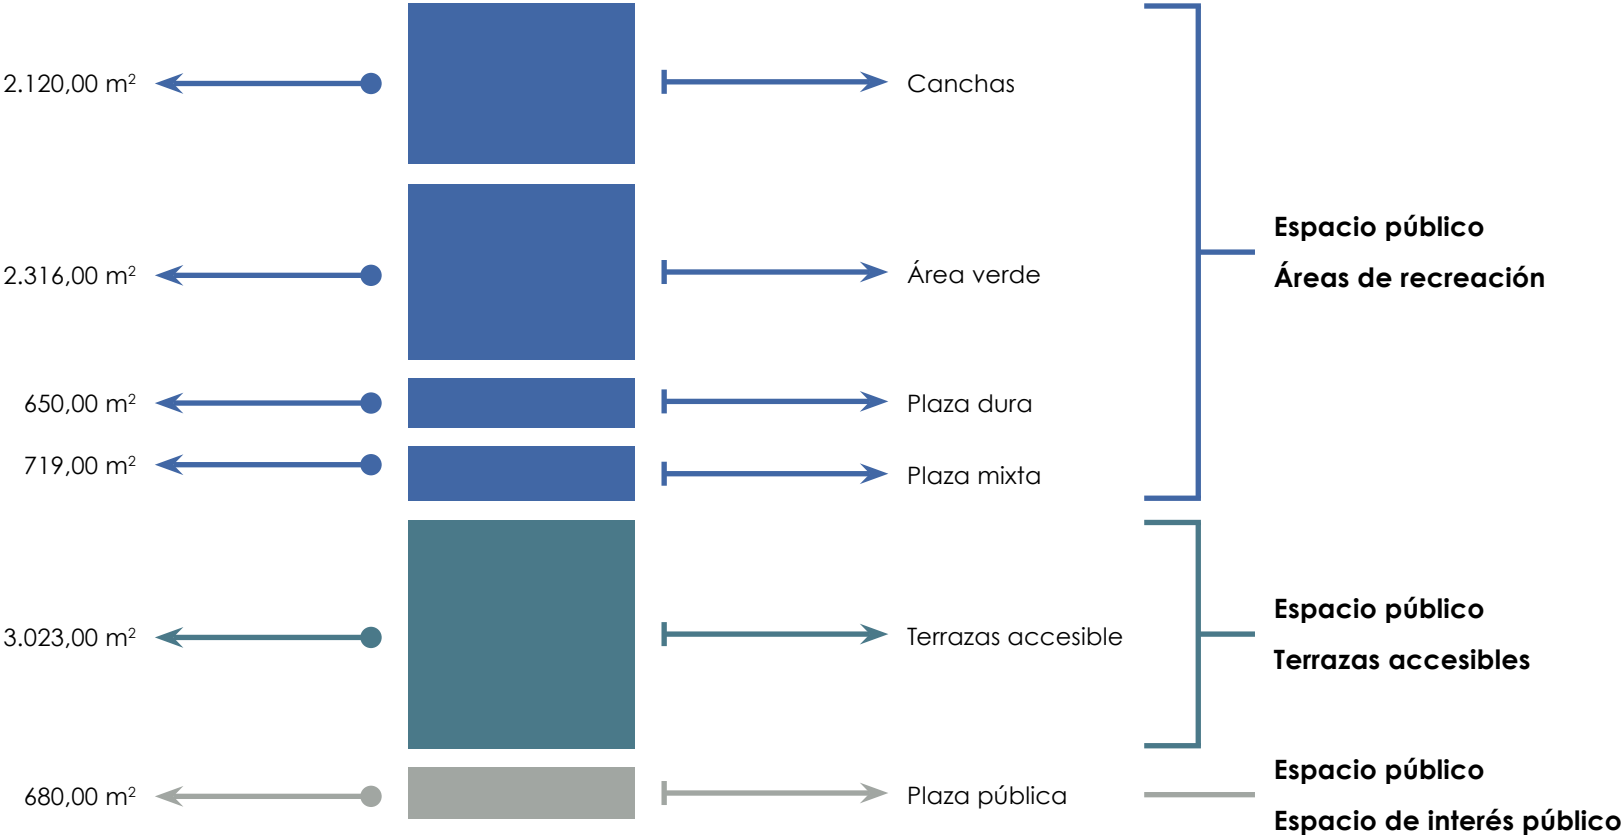 2.120,00 m²
Canchas
Espacio público
Áreas de recreación
2.316,00 m²
Área verde
650,00 m²
Plaza dura
719,00 m²
Plaza mixta
Espacio público
Terrazas accesibles
3.023,00 m²
Terrazas accesible
Espacio público
Espacio de interés público
680,00 m²
Plaza pública